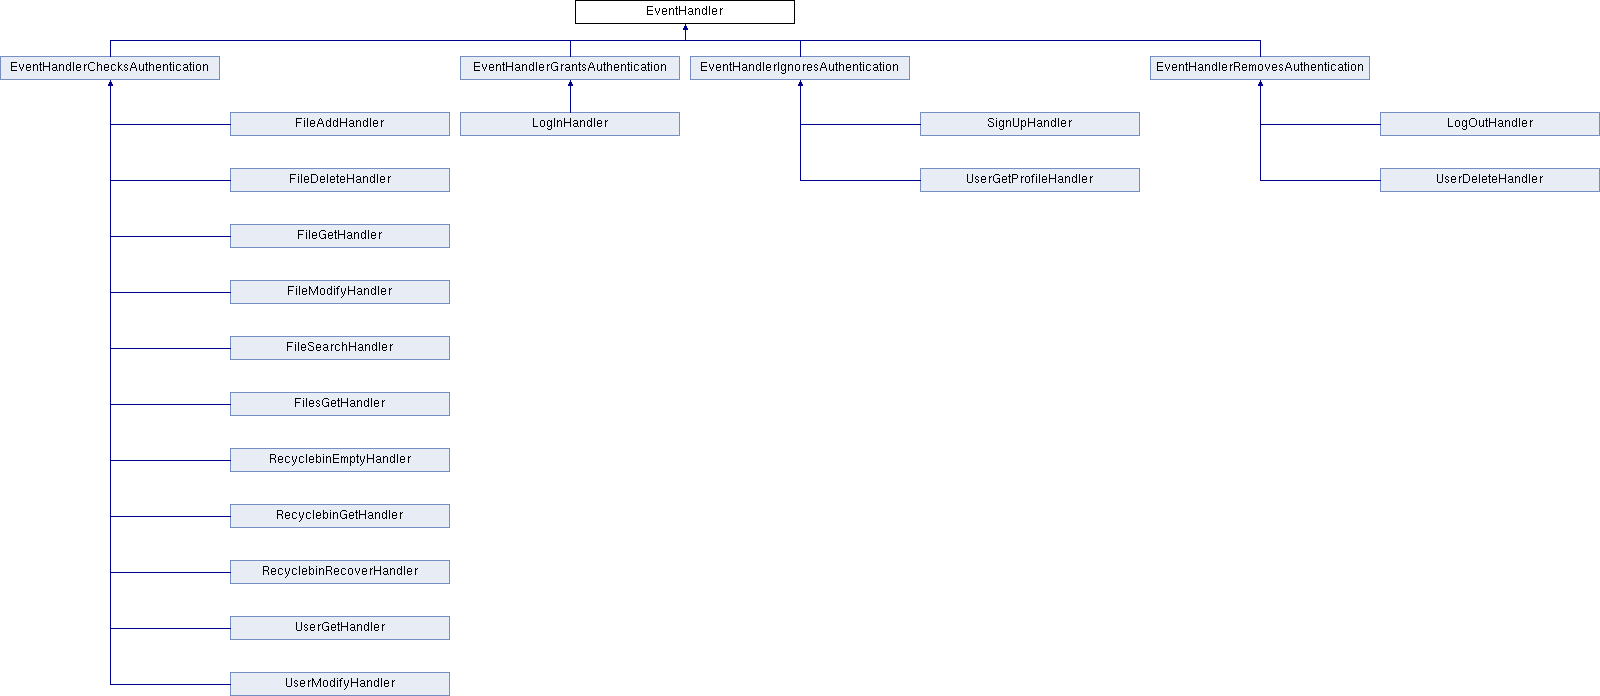 EventHandler
EventHandlerChecksAuthentication
EventHandlerGrantsAuthentication
EventHandlerIgnoresAuthentication
EventHandlerRemovesAuthentication
FileAddHandler
LogInHandler
SignUpHandler
LogOutHandler
FileDeleteHandler
UserGetProfileHandler
UserDeleteHandler
FileGetHandler
FileModifyHandler
FileSearchHandler
FilesGetHandler
RecyclebinEmptyHandler
RecyclebinGetHandler
RecyclebinRecoverHandler
UserGetHandler
UserModifyHandler